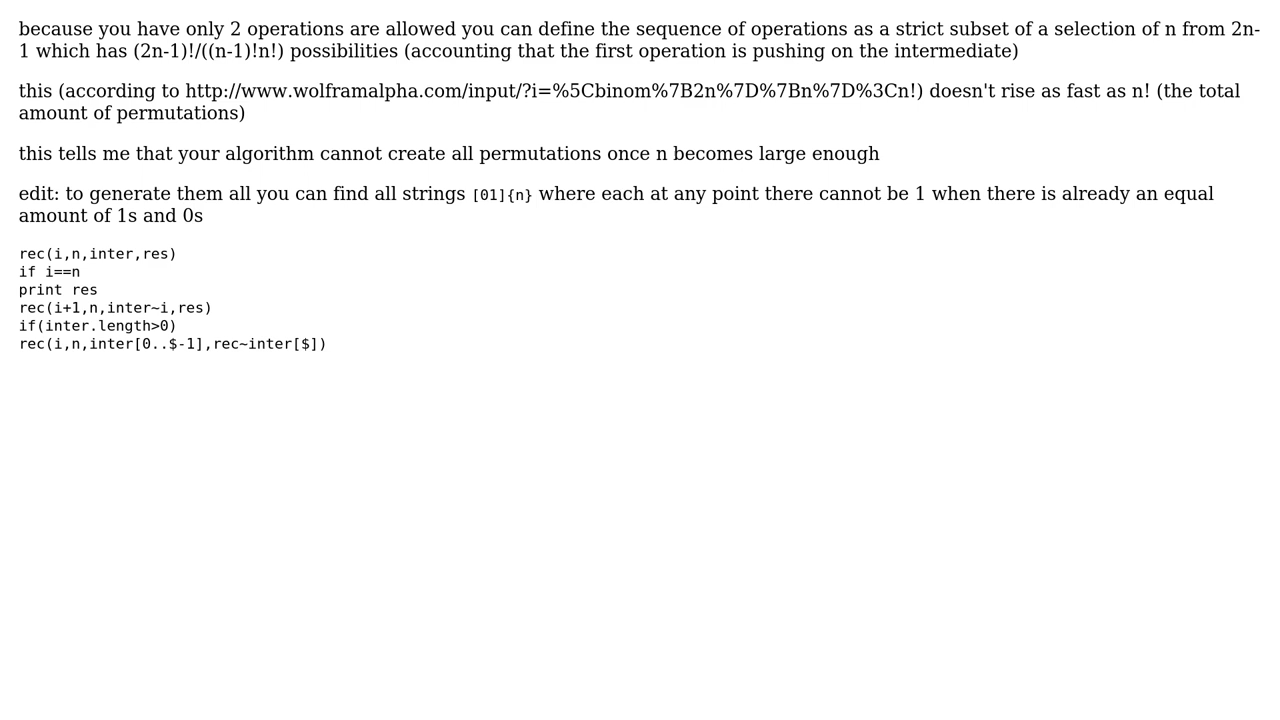 because you have only 2 operations are allowed you can define the sequence of operations as a strict subset of a selection of n from 2n-
1 which has (2n-1)!/((n-1)!n!) possibilities (accounting that the first operation is pushing on the intermediate)
this (according to http://www.wolframalpha.com/input/?i=%5Cbinom%7B2n%7D%7Bn%7D%3Cn!) doesn't rise as fast as n! (the total
amount of permutations)
this tells me that your algorithm cannot create all permutations once n becomes large enough
edit: to generate them all you can find all strings [01]{n} where each at any point there cannot be 1 when there is already an equal
amount of 1s and 0s
rec(i,n,inter,res)
if i==n
print res
rec(i+1,n,inter~i,res)
if(inter.length>0)
rec(i,n,inter[0..$-1],rec~inter[$])